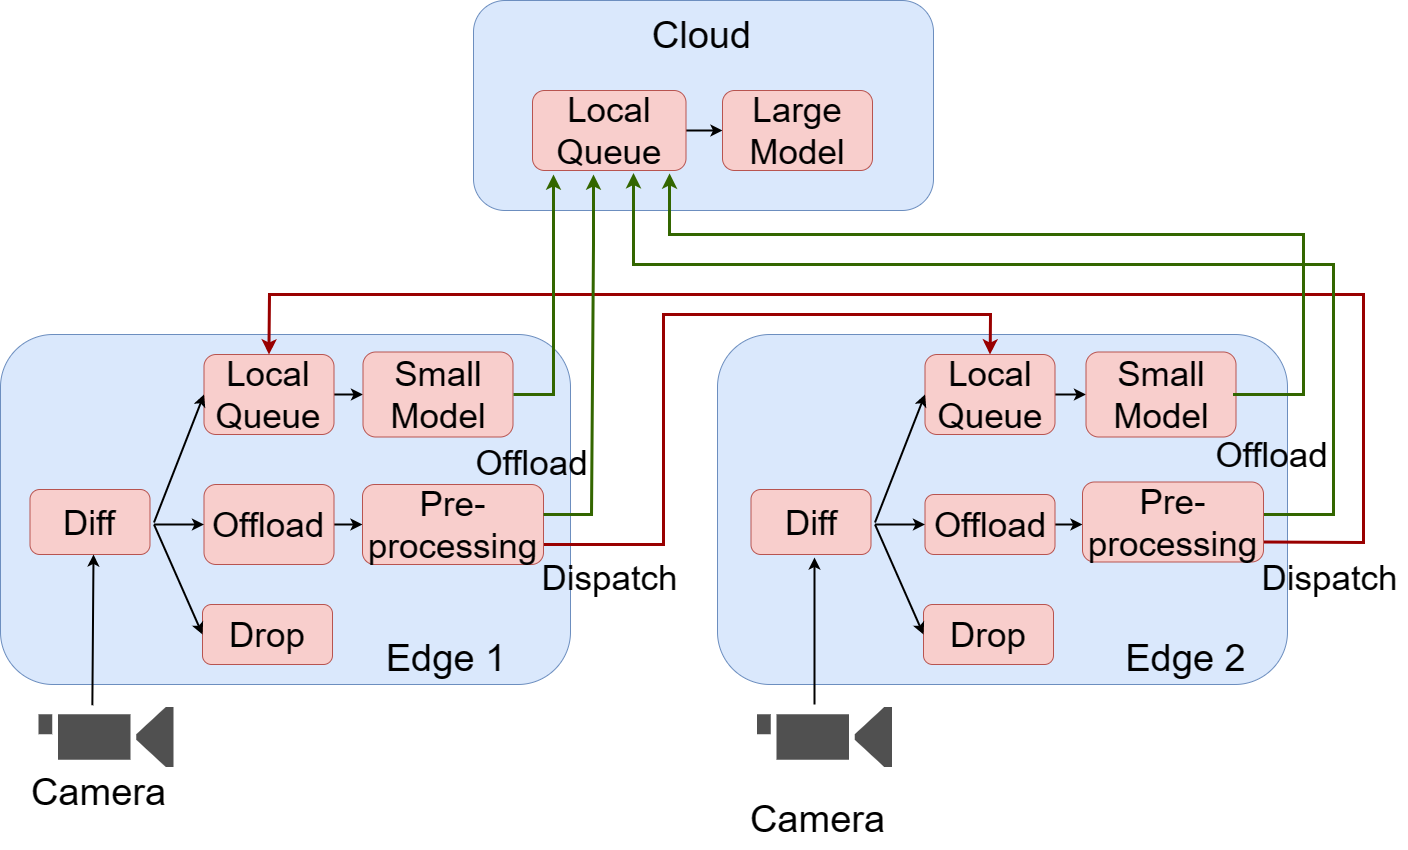 Cloud
Local
Queue
Large
Model
Local
Queue
Small
Model
Offload
Diff
Offload
Pre-
processing
Dispatch
Drop
Edge 1
Camera
Local
Queue
Small
Model
Offload
Diff
Offload
Pre-
processing
Dispatch
Drop
Edge 2
Camera